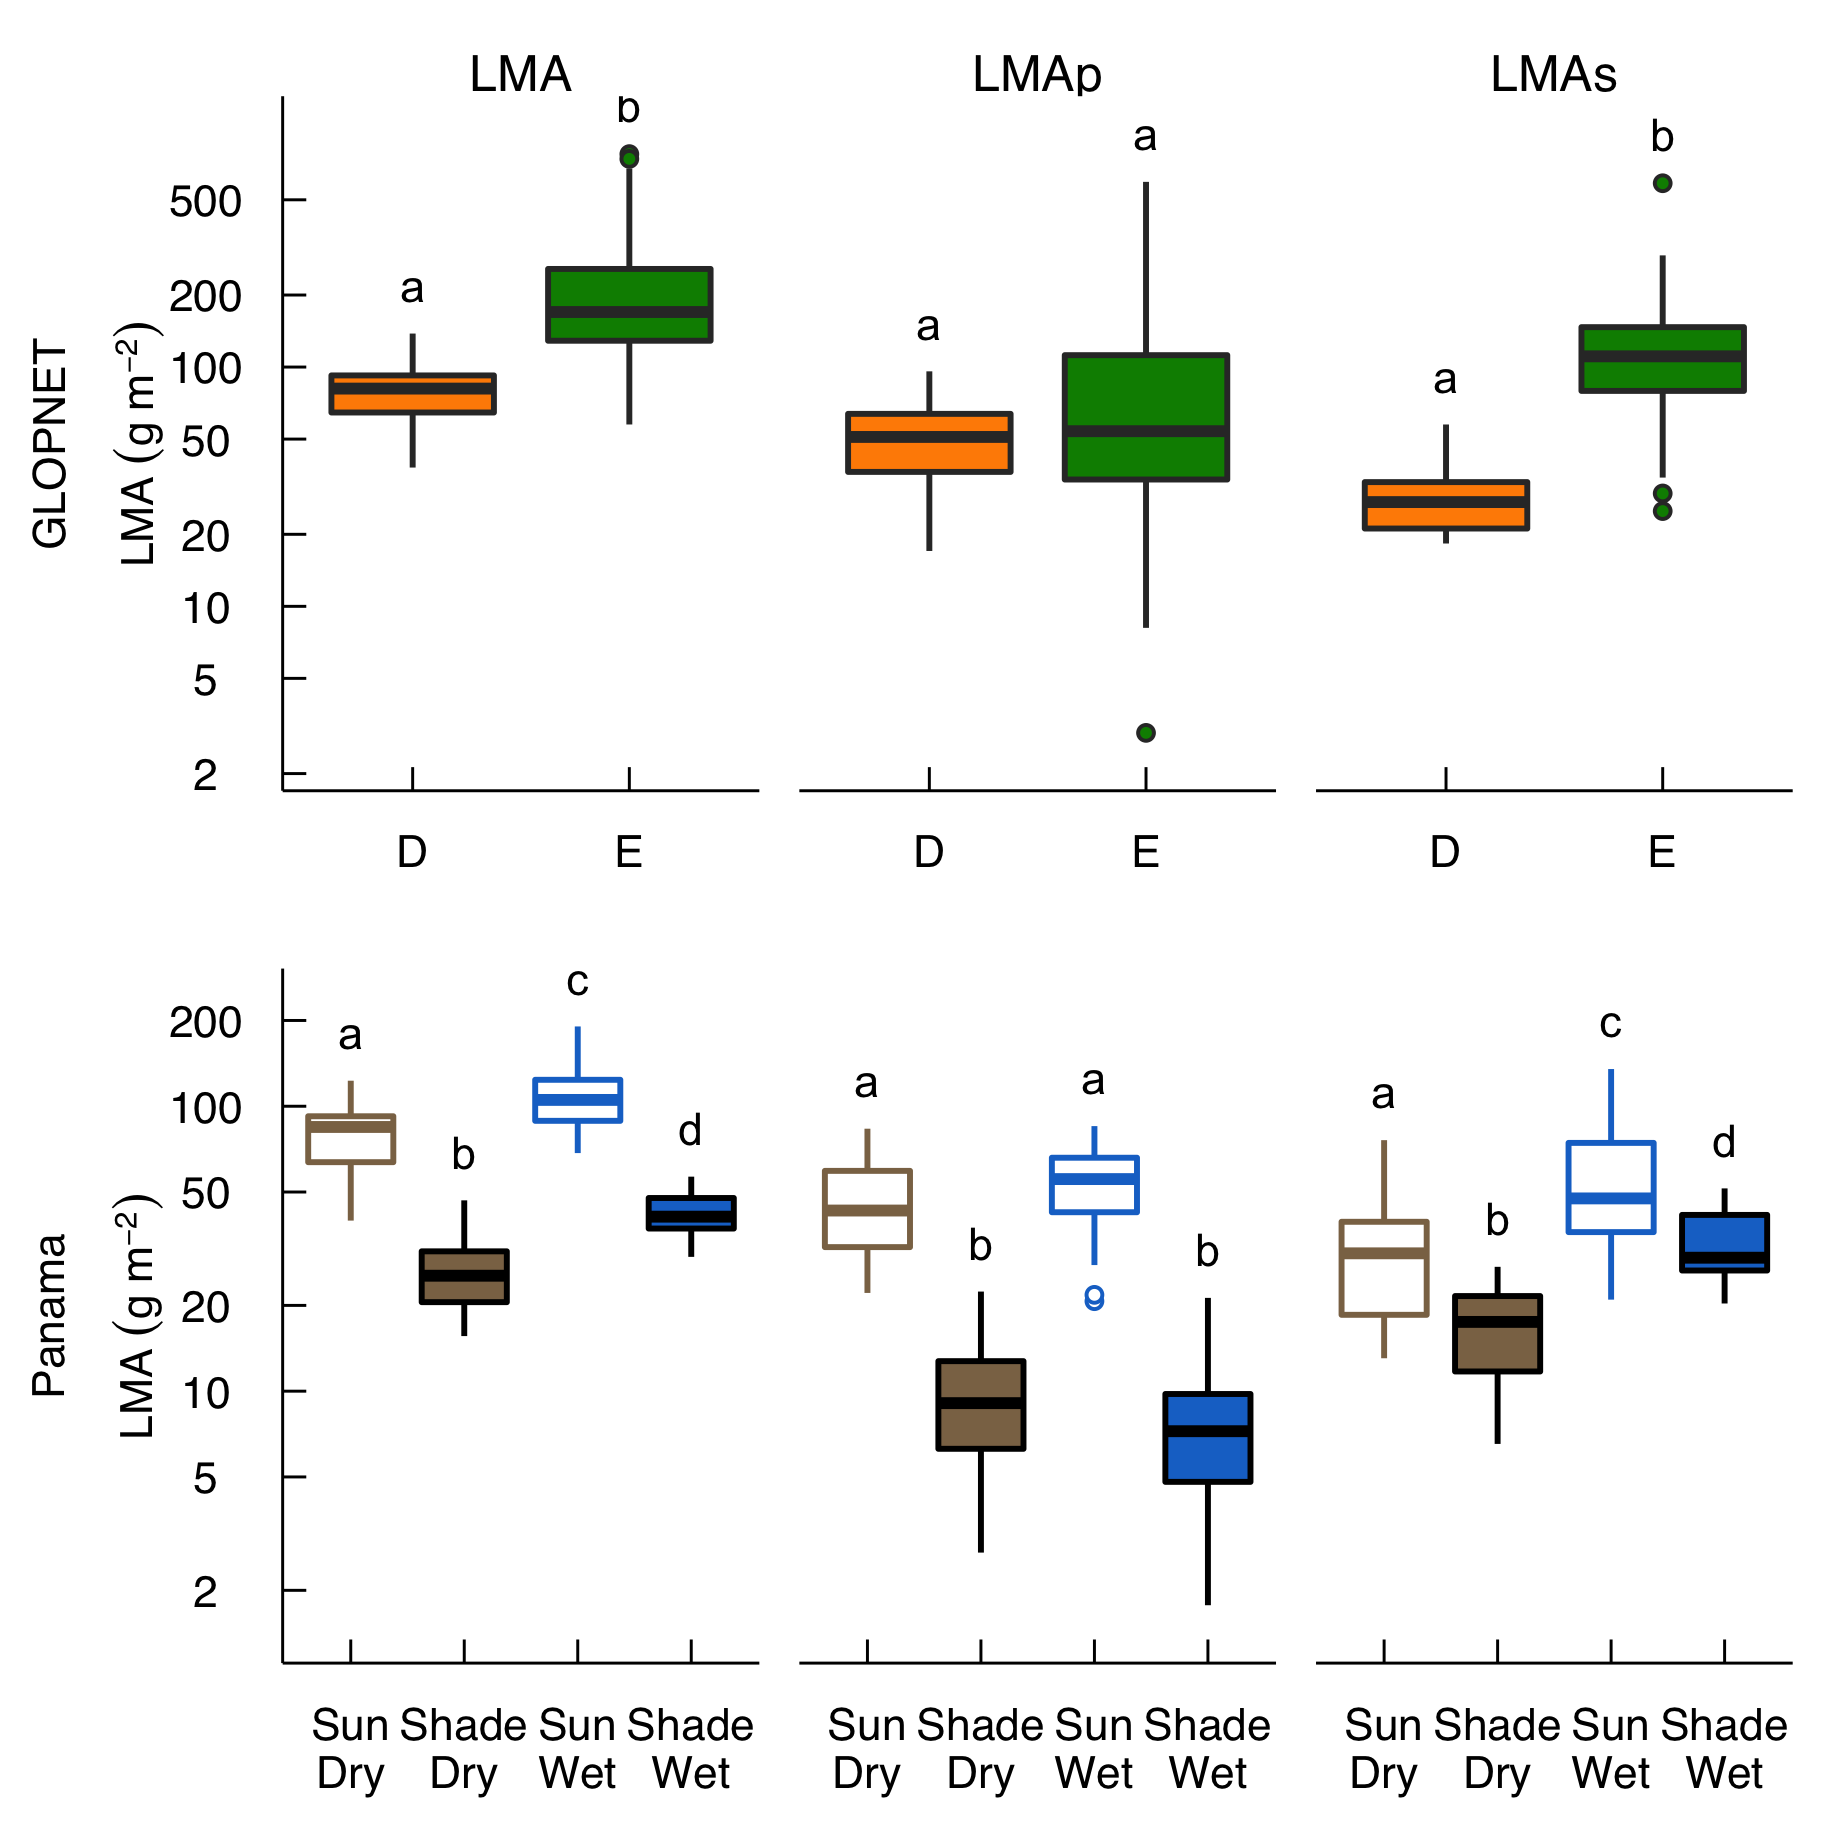 LMA LMAp LMAs
GLOPNET
LMA (g m⁻²)
500
200
100
50
20
10
5
2
a b
a a
a b
D E D E D E
Panama
LMA (g m⁻²)
200
100
50
20
10
5
2
a b c d
a b a b
a b c d
Sun Shade Sun Shade Sun Shade Sun Shade Sun Shade Sun Shade
Dry Dry Wet Wet Dry Dry Wet Wet Dry Dry Wet Wet